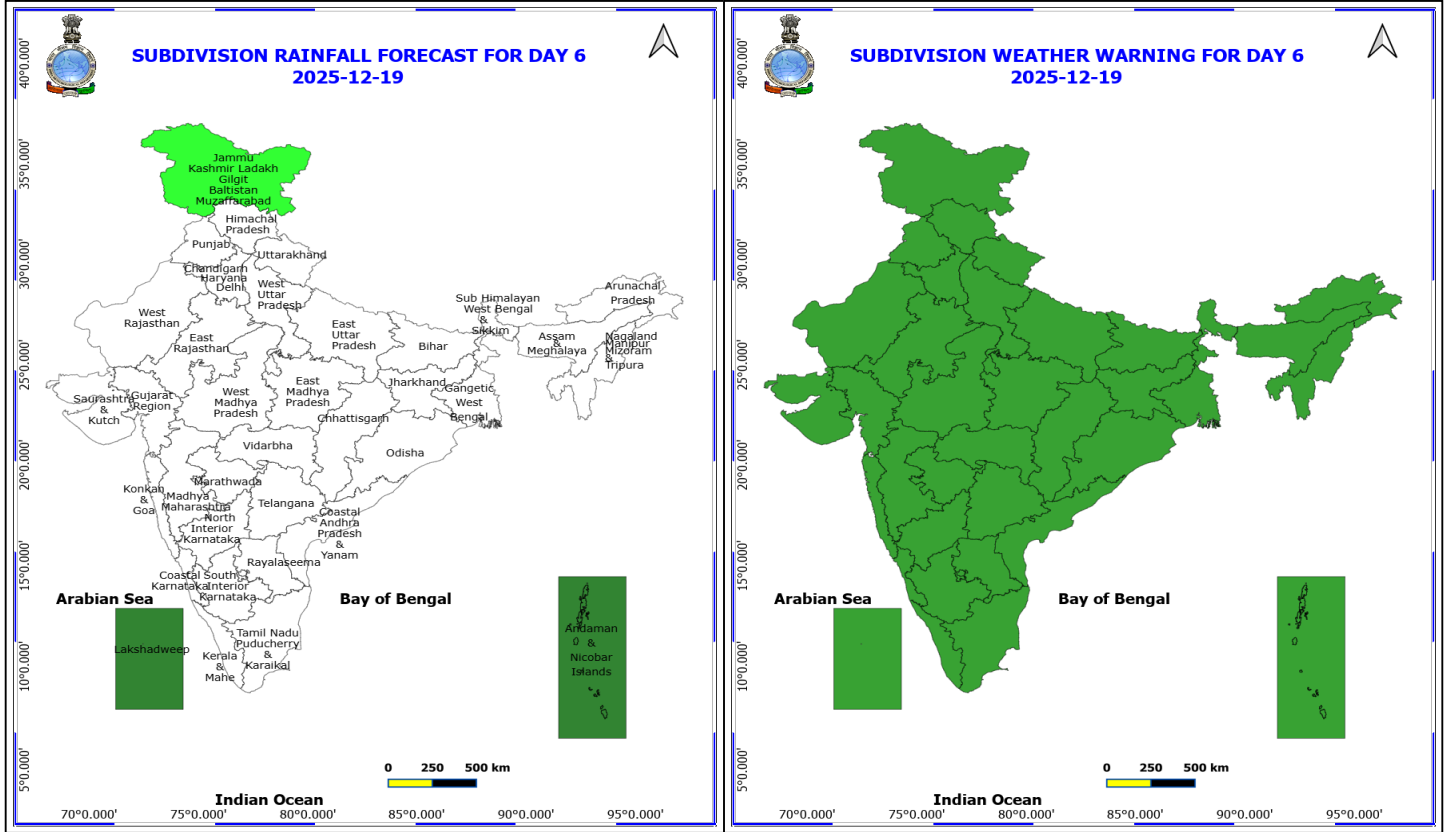 SUBDIVISION RAINFALL FORECAST FOR DAY 6
2025-12-19
40°0.000'
35°0.000'
30°0.000'
25°0.000'
20°0.000'
15°0.000'
10°0.000'
5°0.000'
Jammu
Kashmir Ladakh
Gilgit
Baltistan
Muzaffarabad
Himachal
Pradesh
Punjab
Uttarakhand
Chandigarh
Haryana
Delhi
West
Uttar
Pradesh
Arunachal
Pradesh
Sub Himalayan
West Bengal
&
Sikkim
West
Rajasthan
East
Rajasthan
East
Uttar
Pradesh
Bihar
Assam
&
Meghalaya
Nagaland
Manipur
Mizoram
&
Tripura
Saurashtra
&
Kutch
Gujarat
Region
West
Madhya
Pradesh
East
Madhya
Pradesh
Jharkhand
Gangetic
West
Bengal
Chhattisgarh
Vidarbha
Odisha
Konkan
&
Goa
Marathwada
Madhya
Maharashtra
Telangana
North
Interior
Karnataka
Coastal
Andhra
Pradesh
&
Yanam
Rayalaseema
Coastal
Karnataka
South
Interior
Karnataka
Arabian Sea
Bay of Bengal
Lakshadweep
Tamil Nadu
Puducherry
&
Karaikal
Kerala
&
Mahe
Andaman
&
Nicobar
Islands
0 250 500 km
Indian Ocean
70°0.000' 75°0.000' 80°0.000' 85°0.000' 90°0.000' 95°0.000'
SUBDIVISION WEATHER WARNING FOR DAY 6
2025-12-19
40°0.000'
35°0.000'
30°0.000'
25°0.000'
20°0.000'
15°0.000'
10°0.000'
5°0.000'
Arabian Sea
Bay of Bengal
0 250 500 km
Indian Ocean
70°0.000' 75°0.000' 80°0.000' 85°0.000' 90°0.000' 95°0.000'